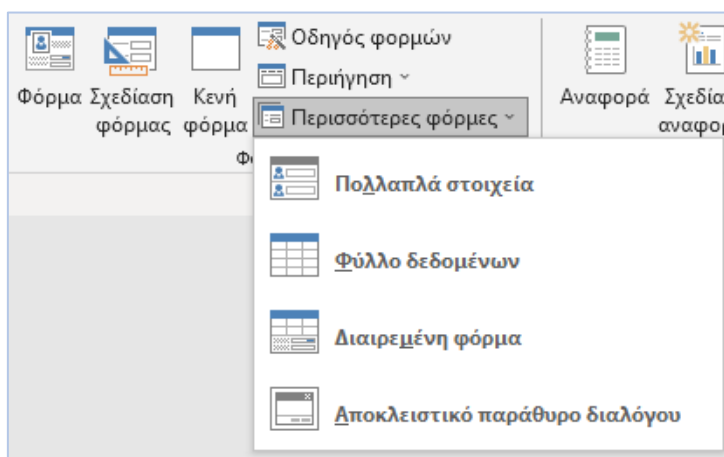 Οδηγός φορμών
Περιήγηση
Περισσότερες φόρμες
Φόρμα
Σχεδίαση
φόρμας
Κενή
φόρμα
Αναφορά
Πολλαπλά στοιχεία
Φύλλο δεδομένων
Διαιρεμένη φόρμα
Αποκλειστικό παράθυρο διαλόγου